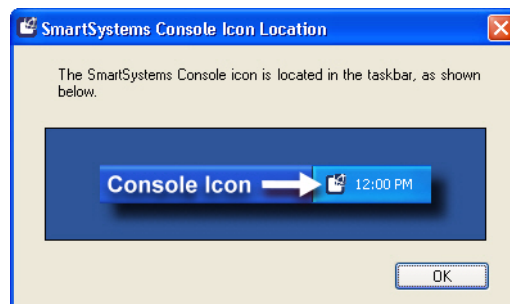 SmartSystems Console Icon Location
The SmartSystems Console icon is located in the taskbar, as shown
below.
Console Icon 12:00 PM
OK